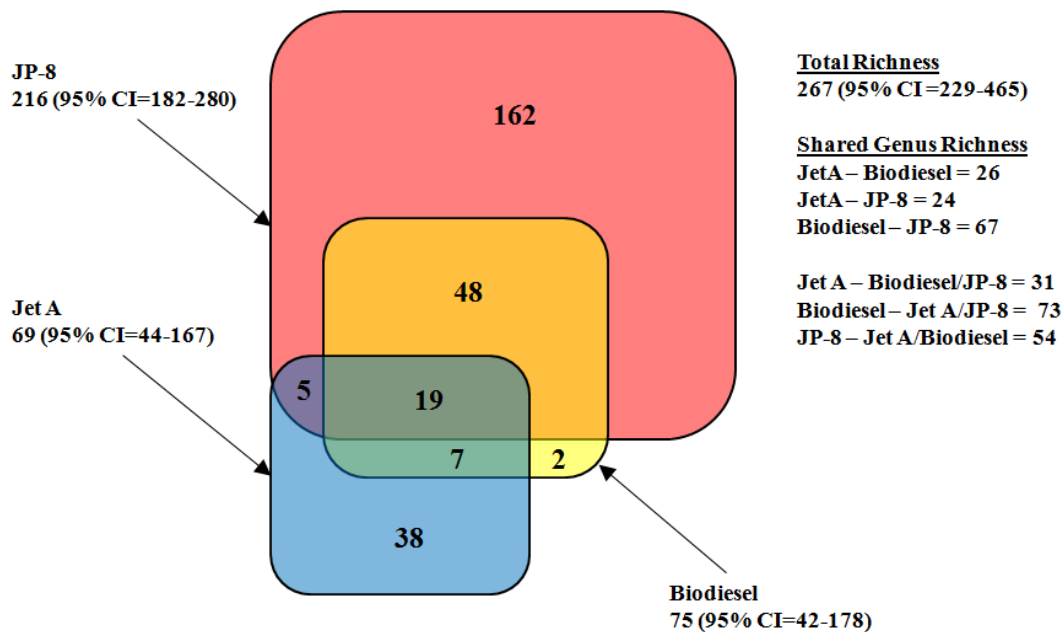 JP-8
216 (95% CI=182-280)
162
Total Richness
267 (95% CI =229-465)
Shared Genus Richness
JetA – Biodiesel = 26
JetA – JP-8 = 24
Biodiesel – JP-8 = 67
Jet A – Biodiesel/JP-8 = 31
Biodiesel – Jet A/JP-8 = 73
JP-8 – Jet A/Biodiesel = 54
48
Jet A
69 (95% CI=44-167)
5
19
7
2
38
Biodiesel
75 (95% CI=42-178)